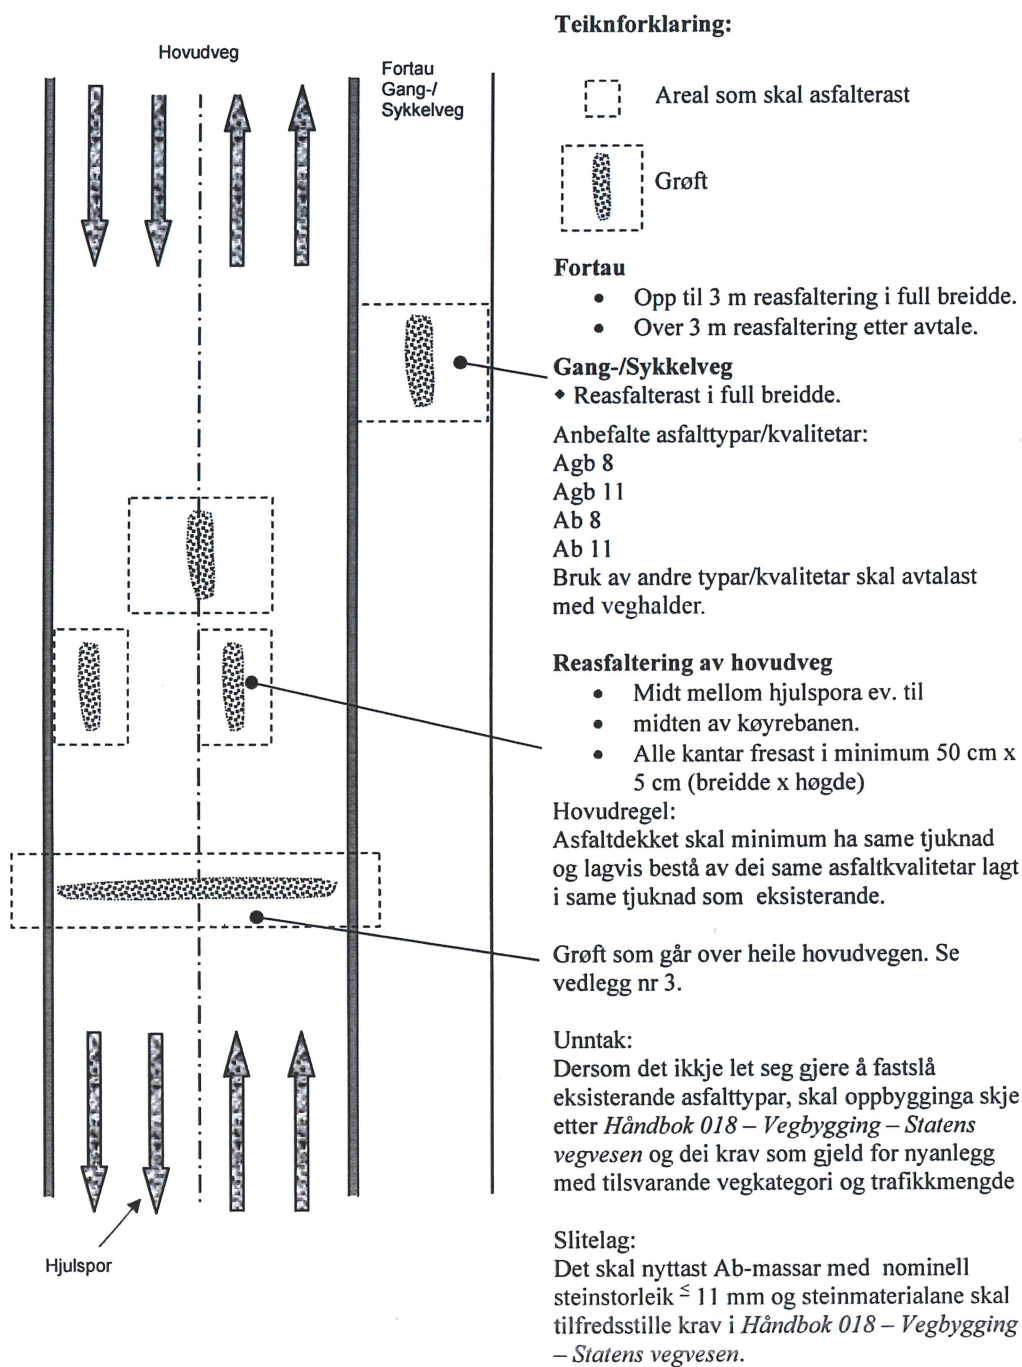 Hovudveg
Fortau
Gang-/
Sykkelveg
Hjulspor
Teiknforklaring:
Areal som skal asfalterast
Grøft
Fortau
• Opp til 3 m reasfaltering i full breidde.
• Over 3 m reasfaltering etter avtale.
Gang-/Sykkelveg
◆ Reasfalterast i full breidde.
Anbefalte asfalttypar/kvalitetar:
Agb 8
Agb 11
Ab 8
Ab 11
Bruk av andre typar/kvalitetar skal avtalast
med veghalder.
Reasfaltering av hovudveg
• Midt mellom hjulspora ev. til
• midten av køyrebanen.
• Alle kantar fresast i minimum 50 cm x
5 cm (breidde x høgde)
Hovudregel:
Asfaltdekket skal minimum ha same tjuknad
og lagvis bestå av dei same asfaltkvalitetar lagt
i same tjuknad som eksisterande.
Grøft som går over heile hovudvegen. Se
vedlegg nr 3.
Unntak:
Dersom det ikkje let seg gjere å fastslå
eksisterande asfalttypar, skal oppbygginga skje
etter Håndbok 018 – Vegbygging – Statens
vegvesen og dei krav som gjeld for nyanlegg
med tilsvarande vegkategori og trafikkmengde
Slitelag:
Det skal nyttast Ab-massar med nominell
steinstorleik ≤ 11 mm og steinmaterialane skal
tilfredsstille krav i Håndbok 018 – Vegbygging
– Statens vegvesen.